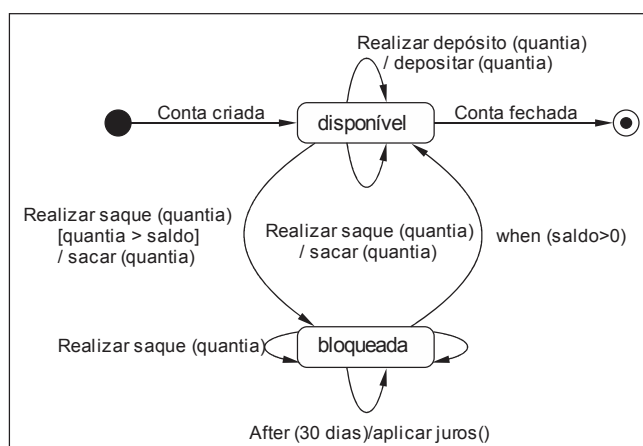 Realizar depósito (quantia)
/ depositar (quantia)
Conta criada
disponível
Conta fechada
Realizar saque (quantia)
[quantia > saldo]
/ sacar (quantia)
Realizar saque (quantia)
/ sacar (quantia)
when (saldo>0)
Realizar saque (quantia)
bloqueada
After (30 dias)/aplicar juros()